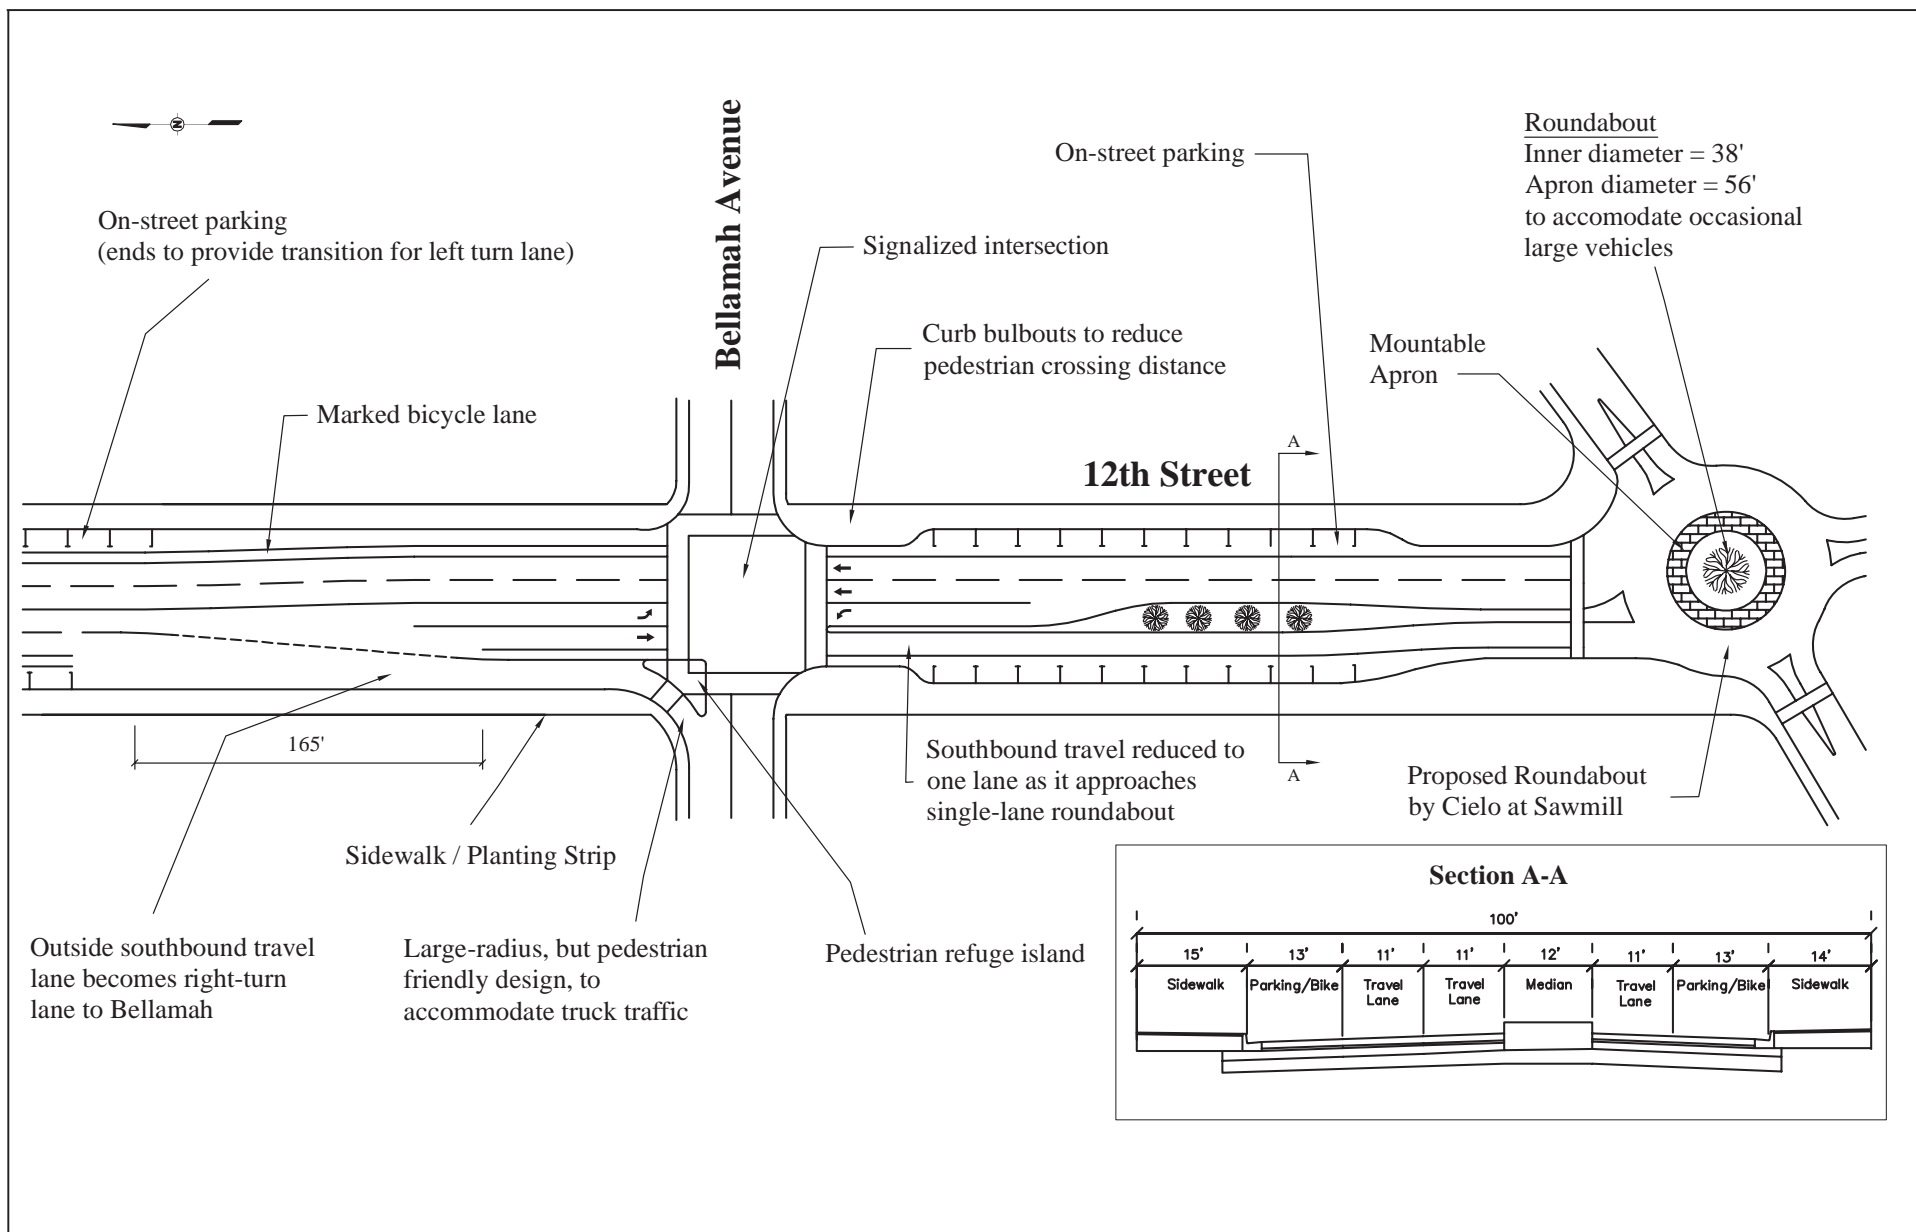 N
Bellamah Avenue
On-street parking
Roundabout
Inner diameter = 38'
Apron diameter = 56'
to accomodate occasional
large vehicles
On-street parking
(ends to provide transition for left turn lane)
Signalized intersection
Curb bulbouts to reduce
pedestrian crossing distance
Mountable
Apron
Marked bicycle lane
12th Street
A
A
165'
Southbound travel reduced to
one lane as it approaches
single-lane roundabout
Proposed Roundabout
by Cielo at Sawmill
Sidewalk / Planting Strip
Outside southbound travel
lane becomes right-turn
lane to Bellamah
Large-radius, but pedestrian
friendly design, to
accommodate truck traffic
Pedestrian refuge island
Section A-A
100'
15' 13' 11' 11' 12' 11' 13' 14'
Sidewalk Parking/Bike Travel Lane Travel Lane Median Travel Lane Parking/Bike Sidewalk